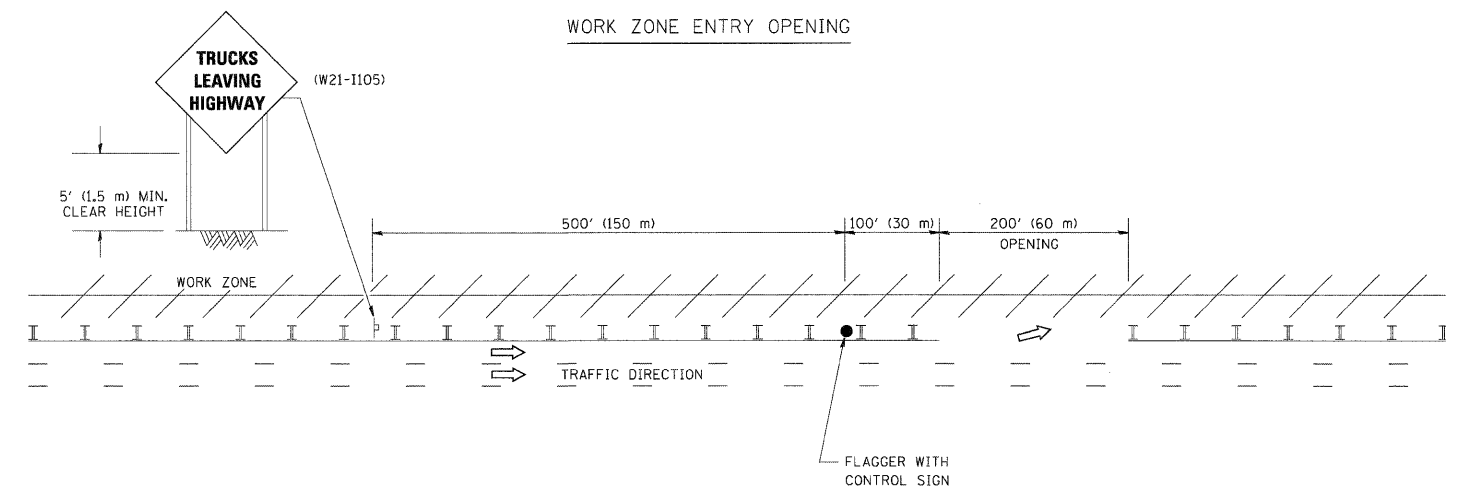 WORK ZONE ENTRY OPENING
TRUCKS
LEAVING
HIGHWAY
(W21-I105)
5' (1.5 m) MIN.
CLEAR HEIGHT
500' (150 m)
100' (30 m)
200' (60 m)
OPENING
WORK ZONE
TRAFFIC DIRECTION
FLAGGER WITH
CONTROL SIGN